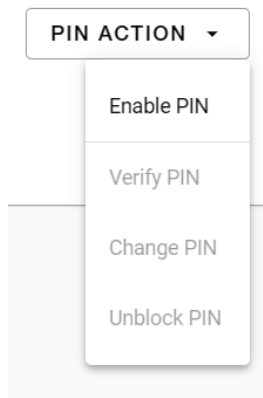 PIN ACTION
Enable PIN
Verify PIN
Change PIN
Unblock PIN